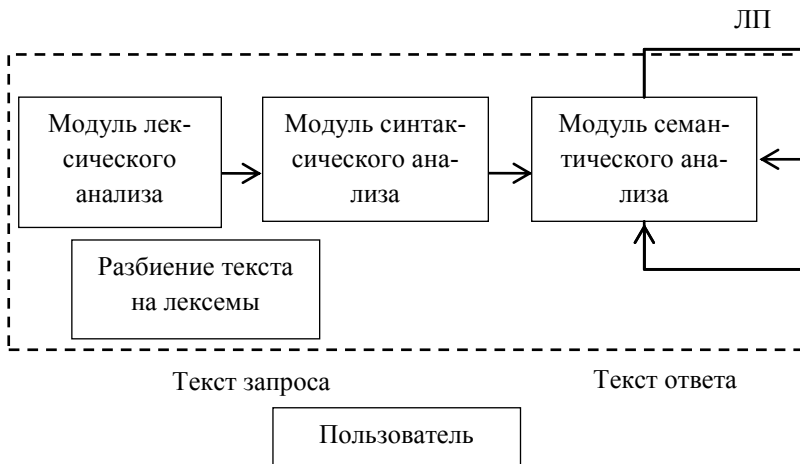 ЛП
Модуль лек-
сического
анализа
Модуль синтак-
сического ана-
лиза
Модуль семан-
тического ана-
лиза
Разбиение текста
на лексемы
Текст запроса
Текст ответа
Пользователь